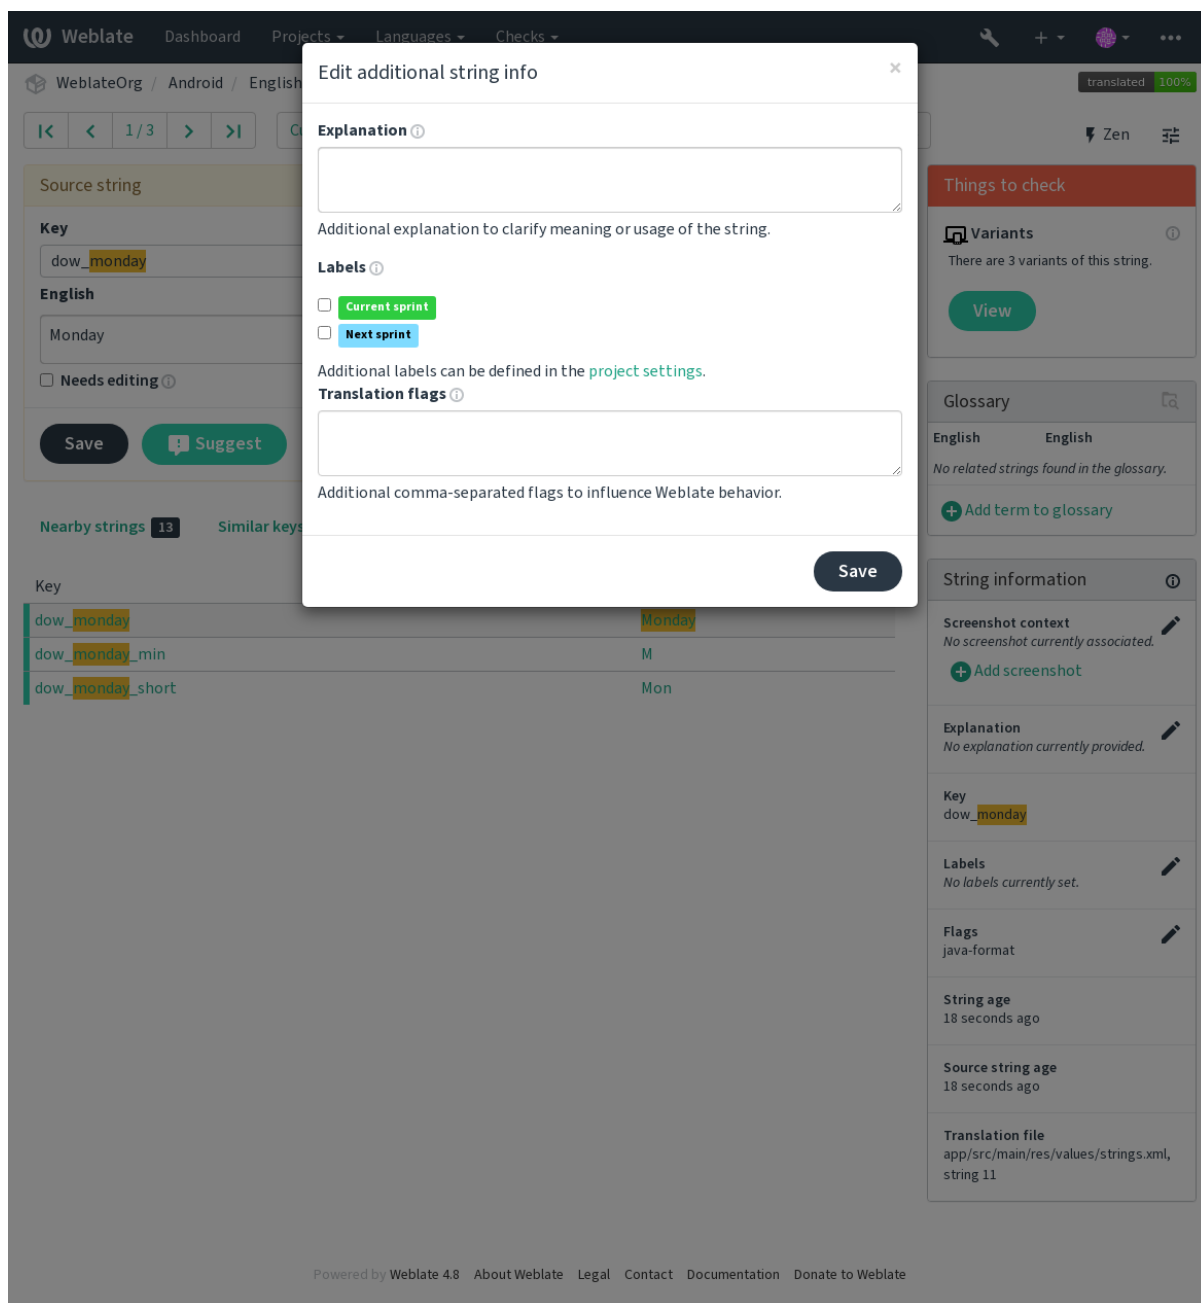 Weblate Dashboard Projects Languages Checks
WeblateOrg / Android / English
translated 100%
1 / 3
Zen
Edit additional string info
×
Explanation
Additional explanation to clarify meaning or usage of the string.
Labels
Current sprint
Next sprint
Additional labels can be defined in the project settings.
Translation flags
Additional comma-separated flags to influence Weblate behavior.
Save
Source string
Key
dow_monday
English
Monday
Needs editing
Save Suggest
Nearby strings 13 Similar keys
Key
dow_monday Monday
dow_monday_min M
dow_monday_short Mon
Things to check
Variants
There are 3 variants of this string.
View
Glossary
English English
No related strings found in the glossary.
Add term to glossary
String information
Screenshot context
No screenshot currently associated.
Add screenshot
Explanation
No explanation currently provided.
Key
dow_monday
Labels
No labels currently set.
Flags
java-format
String age
18 seconds ago
Source string age
18 seconds ago
Translation file
app/src/main/res/values/strings.xml,
string 11
Powered by Weblate 4.8 About Weblate Legal Contact Documentation Donate to Weblate